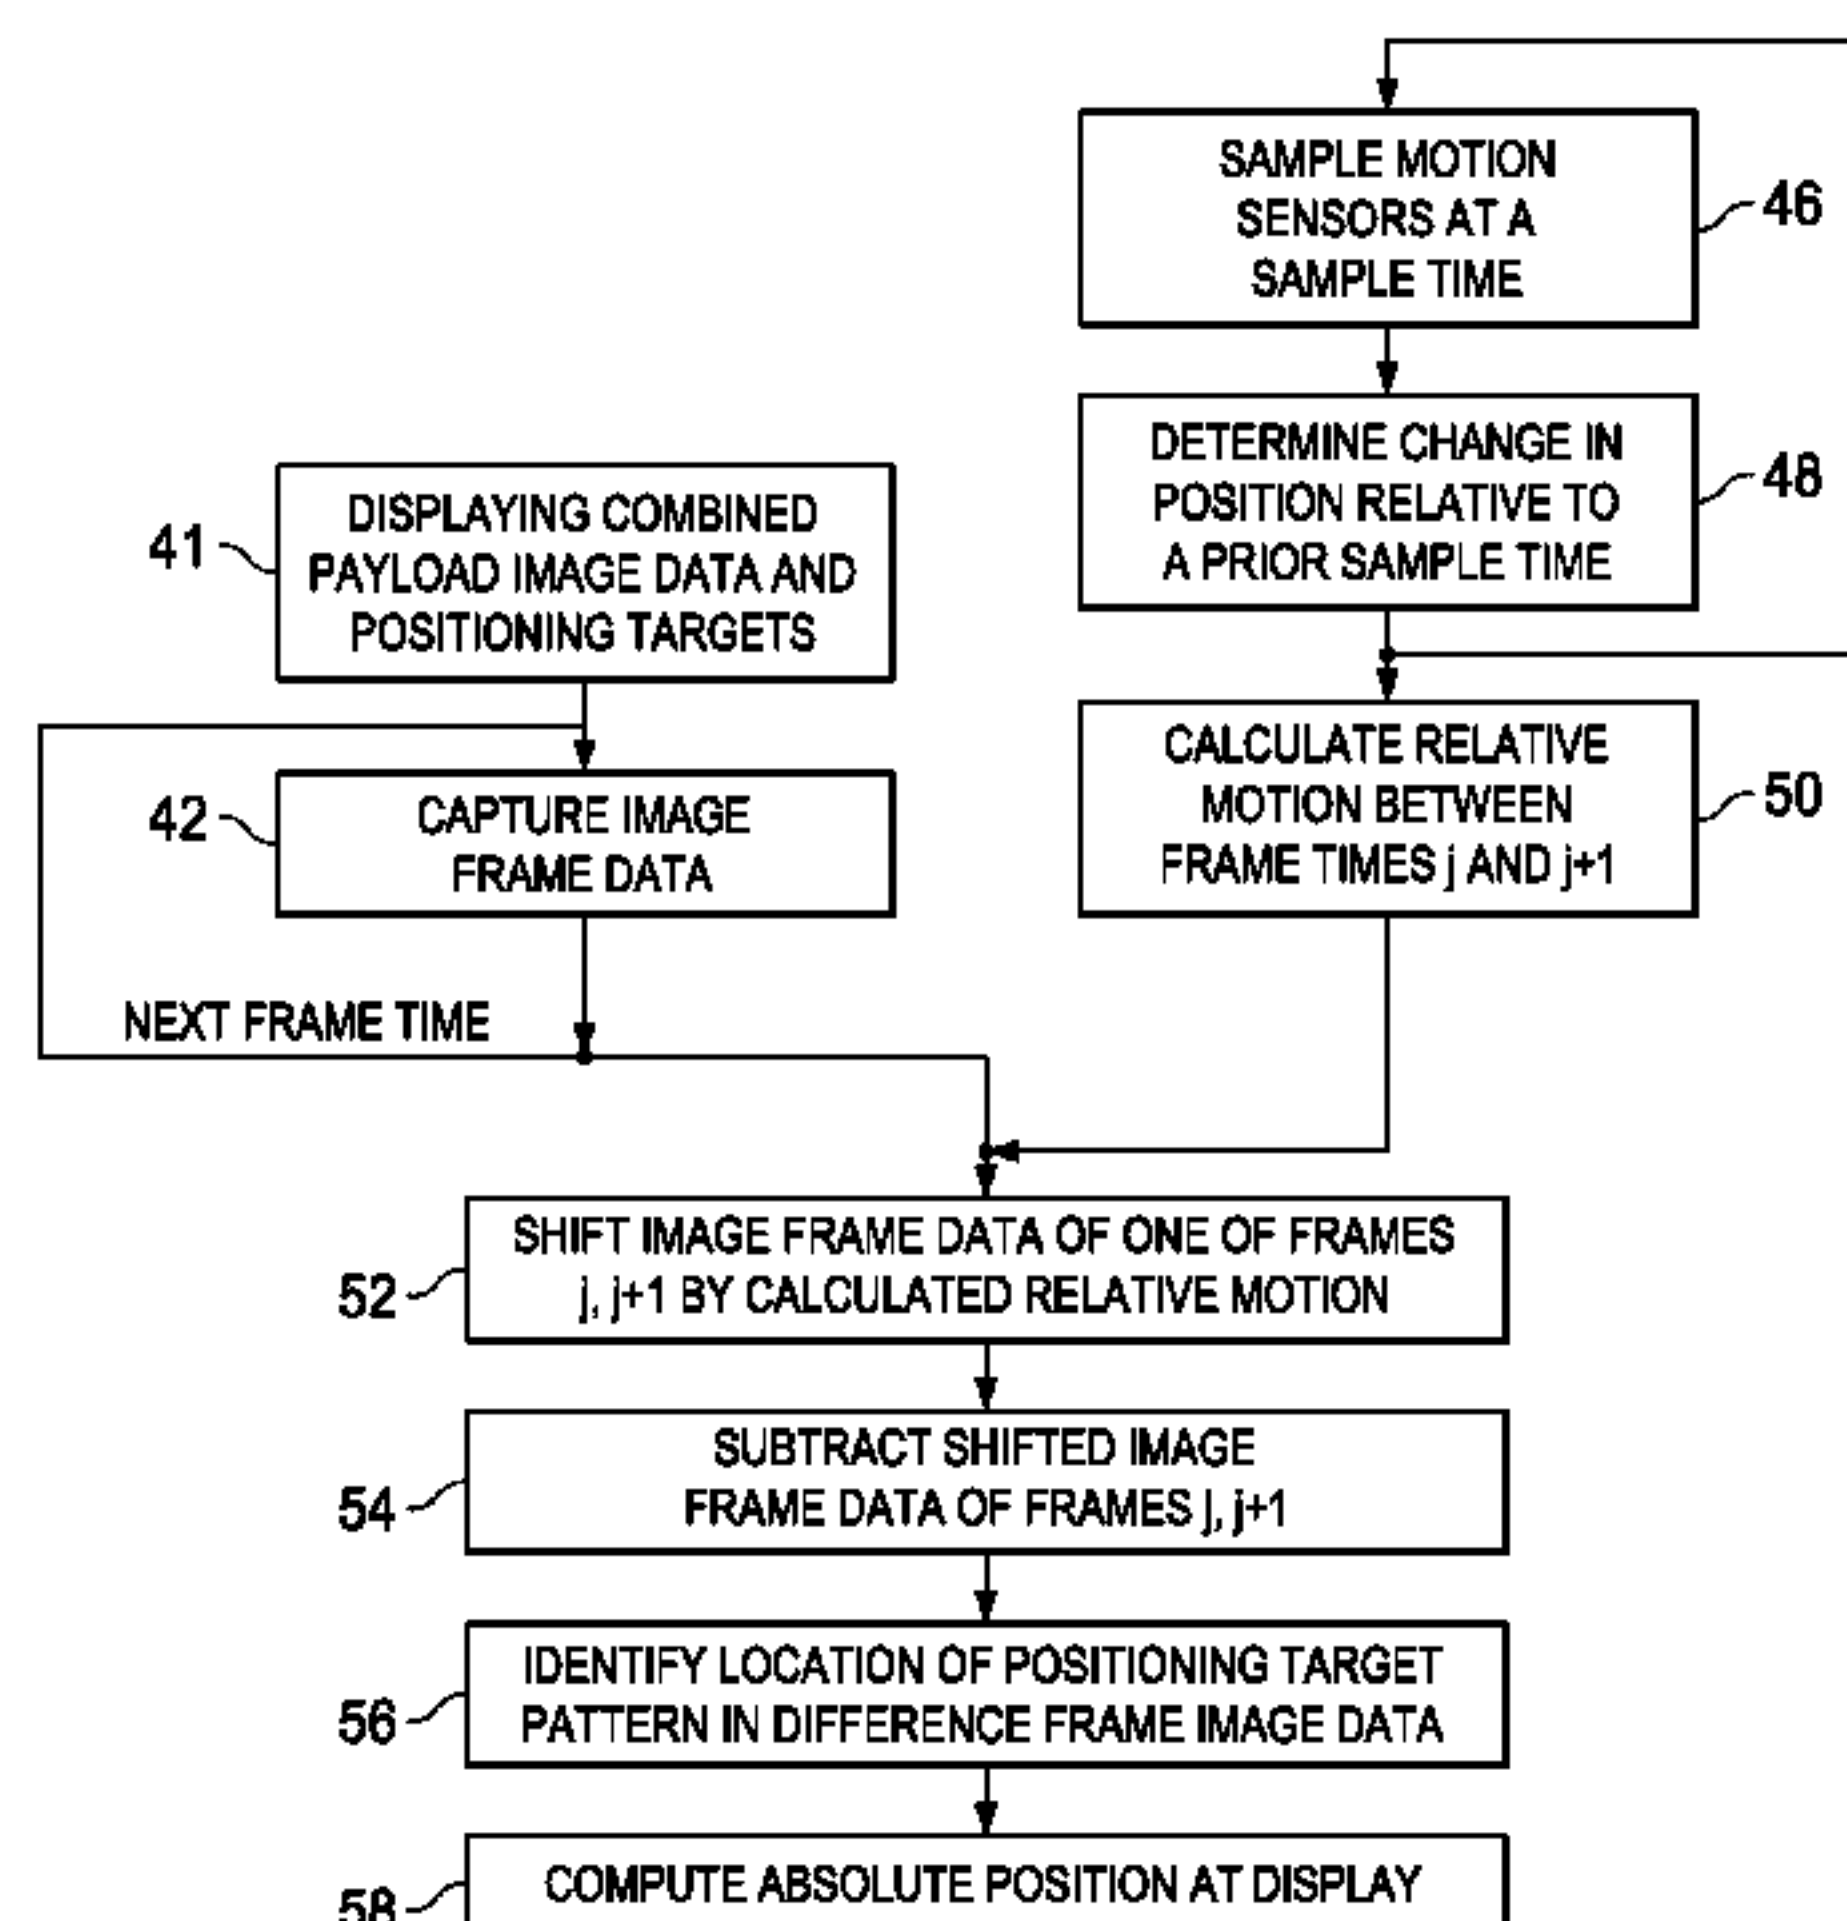 SAMPLE MOTION
SENSORS AT A
SAMPLE TIME
46
DETERMINE CHANGE IN
POSITION RELATIVE TO
A PRIOR SAMPLE TIME
48
41
DISPLAYING COMBINED
PAYLOAD IMAGE DATA AND
POSITIONING TARGETS
CALCULATE RELATIVE
MOTION BETWEEN
FRAME TIMES j AND j+1
50
42
CAPTURE IMAGE
FRAME DATA
NEXT FRAME TIME
SHIFT IMAGE FRAME DATA OF ONE OF FRAMES
j, j+1 BY CALCULATED RELATIVE MOTION
52
SUBTRACT SHIFTED IMAGE
FRAME DATA OF FRAMES j, j+1
54
IDENTIFY LOCATION OF POSITIONING TARGET
PATTERN IN DIFFERENCE FRAME IMAGE DATA
56
COMPUTE ABSOLUTE POSITION AT DISPLAY
58